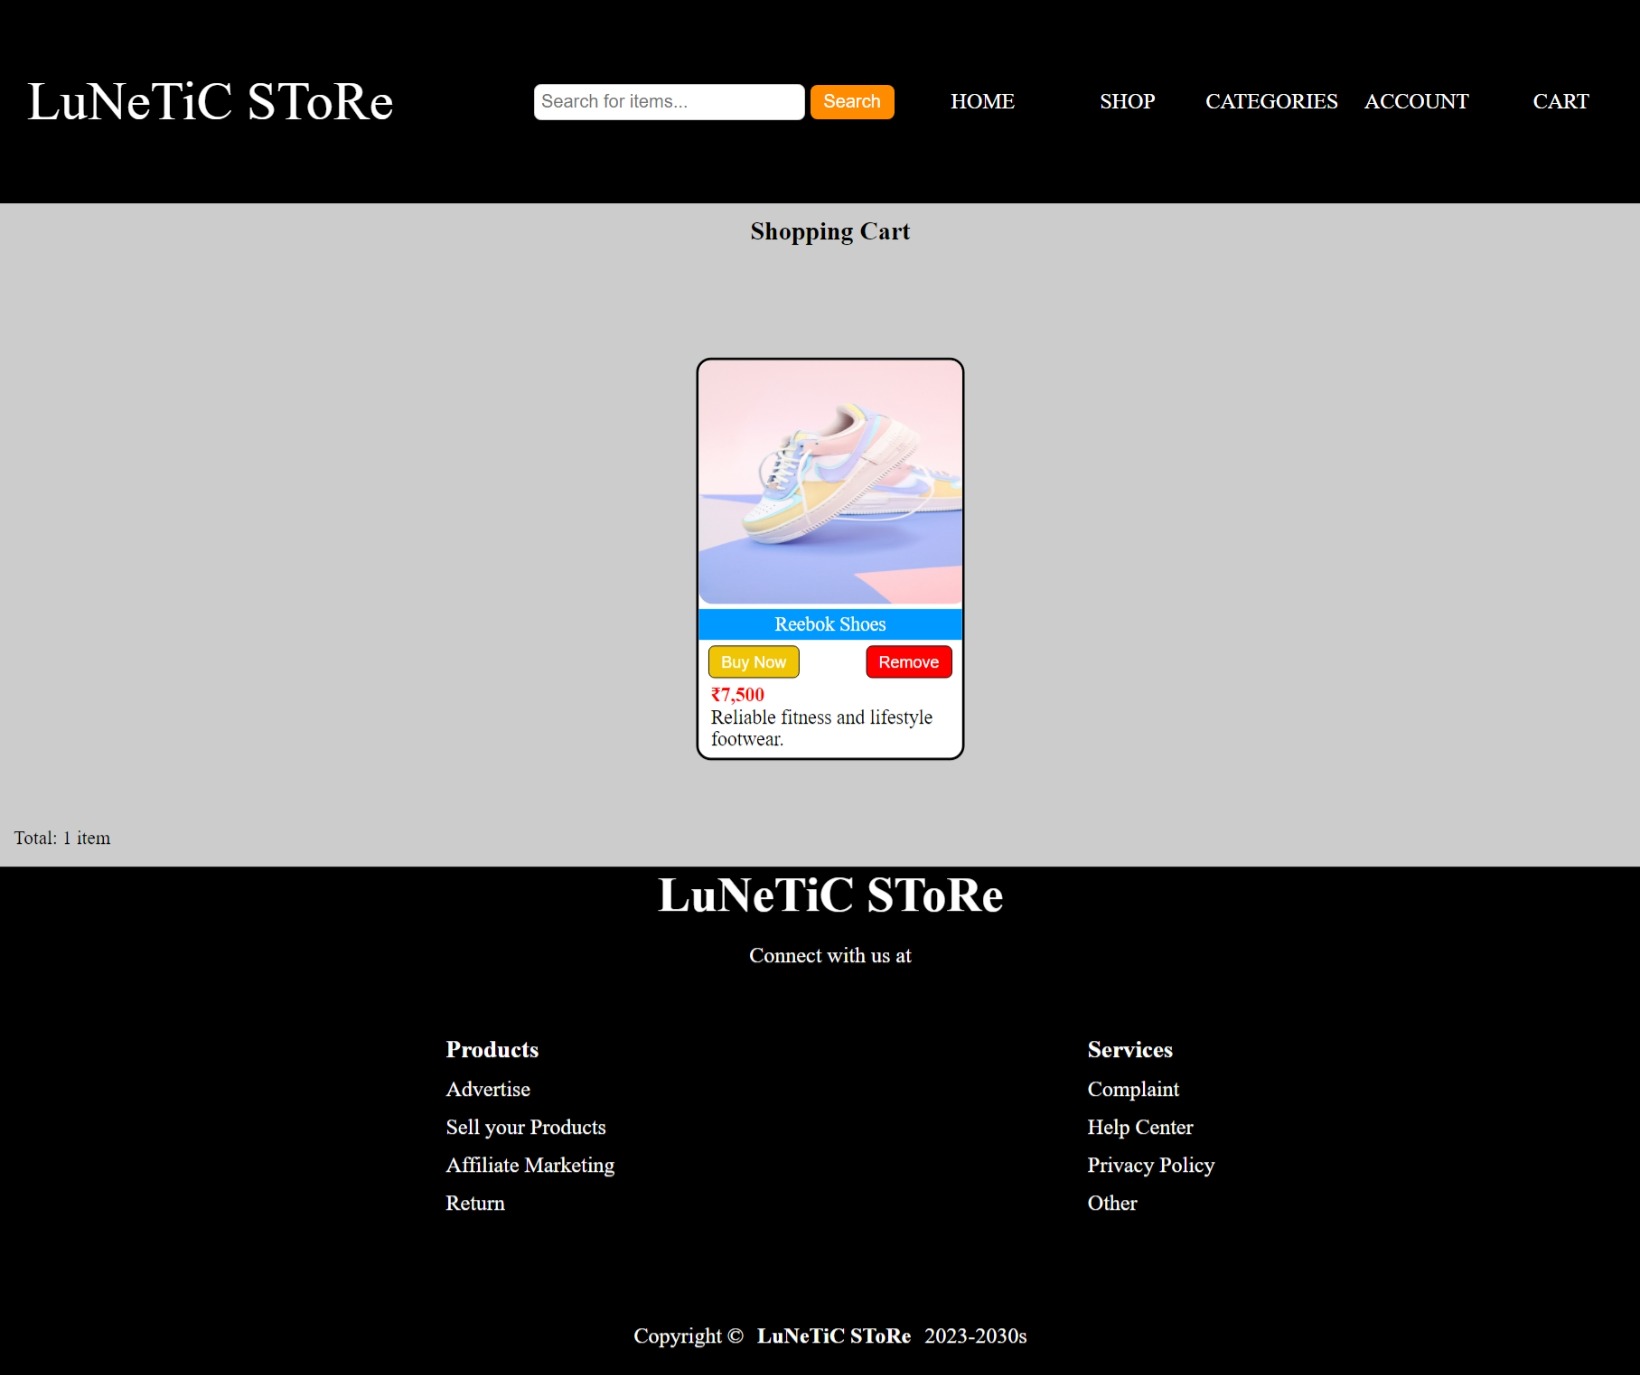 LuNeTiC SToRe
Search for items...
Search
HOME
SHOP
CATEGORIES
ACCOUNT
CART
Shopping Cart
Reebok Shoes
Buy Now
Remove
₹7,500
Reliable fitness and lifestyle
footwear.
Total: 1 item
LuNeTiC SToRe
Connect with us at
Products
Advertise
Sell your Products
Affiliate Marketing
Return
Services
Complaint
Help Center
Privacy Policy
Other
Copyright © LuNeTiC SToRe 2023-2030s